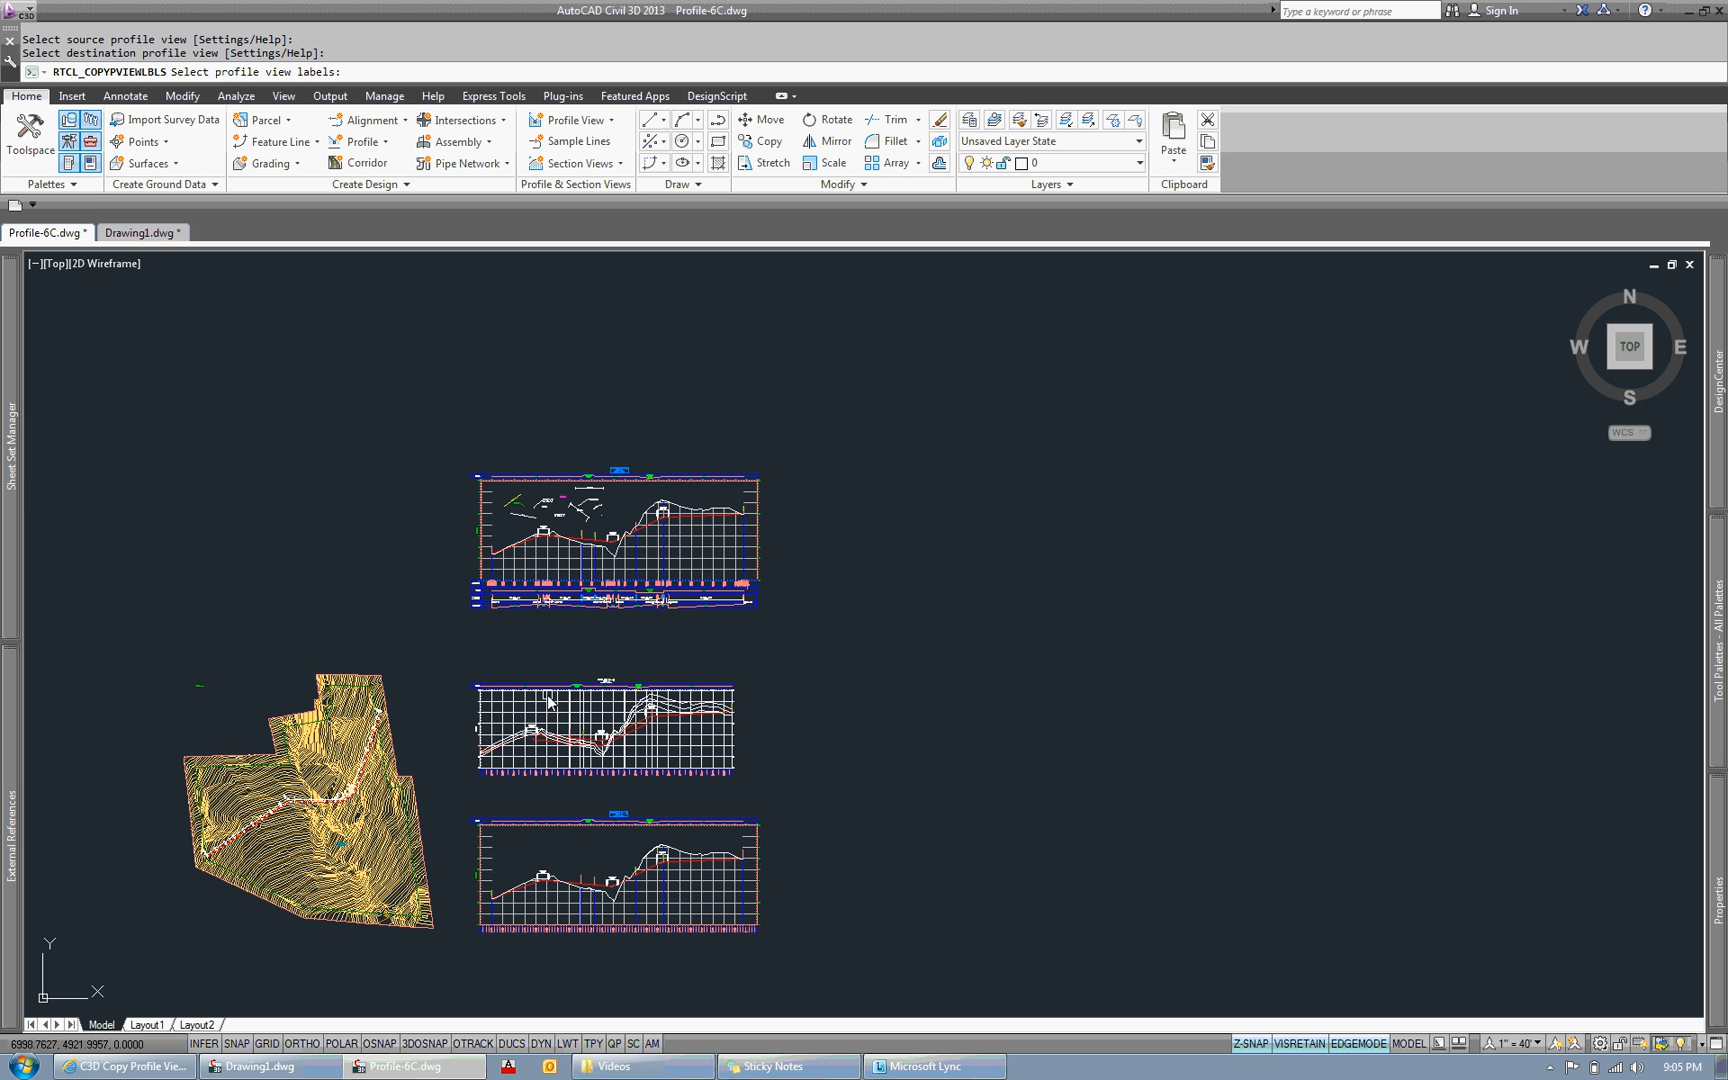 C3D
AutoCAD Civil 3D 2013 Profile-6C.dwg
Type a keyword or phrase
Sign In
Select source profile view [Settings/Help]:
Select destination profile view [Settings/Help]:
RTCL_COPYPVIEWLBLS Select profile view labels:
Home Insert Annotate Modify Analyze View Output Manage Help Express Tools Plug-ins Featured Apps DesignScript
Import Survey Data Parcel Alignment Intersections Profile View Move Rotate Trim
Toolspace Points Feature Line Profile Assembly Sample Lines Copy Mirror Fillet Unsaved Layer State Paste
Surfaces Grading Corridor Pipe Network Section Views Stretch Scale Array 0
Palettes Create Ground Data Create Design Profile & Section Views Draw Modify Layers Clipboard
Profile-6C.dwg * Drawing1.dwg *
[−][Top][2D Wireframe]
N
W TOP E
S
WCS
Sheet Set Manager
External References
DesignCenter
Tool Palettes - All Palettes
Properties
Y
X
Model Layout1 Layout2
6998.7627, 4921.9957, 0.0000 INFER SNAP GRID ORTHO POLAR OSNAP 3DOSNAP OTRACK DUCS DYN LWT TPY QP SC AM Z-SNAP VISRETAIN EDGEMODE MODEL 1" = 40'
C3D Copy Profile Vie... Drawing1.dwg Profile-6C.dwg Videos Sticky Notes Microsoft Lync 9:05 PM